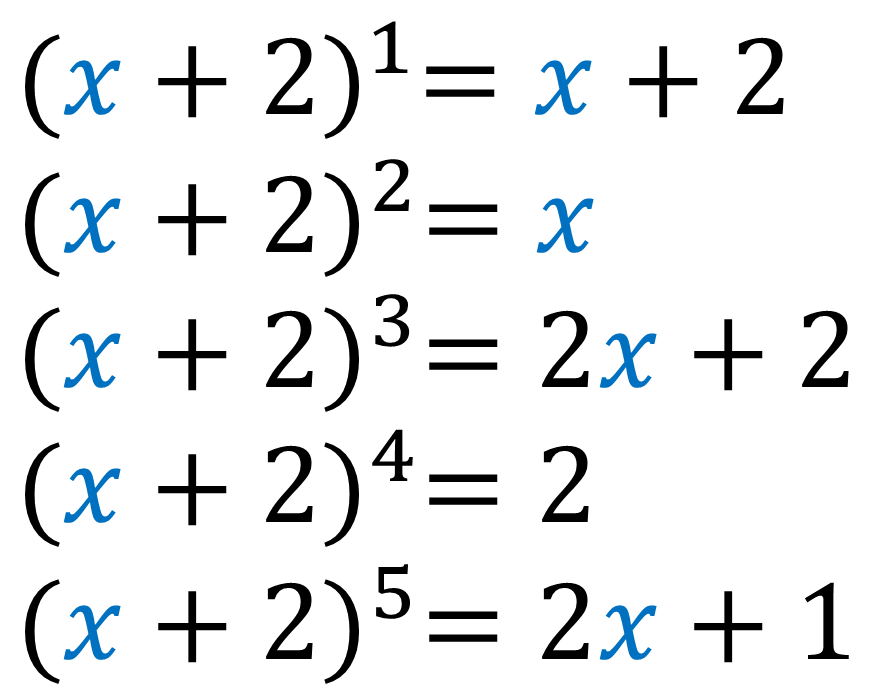 (x + 2)¹= x + 2
(x + 2)²= x
(x + 2)³= 2x + 2
(x + 2)⁴= 2
(x + 2)⁵= 2x + 1